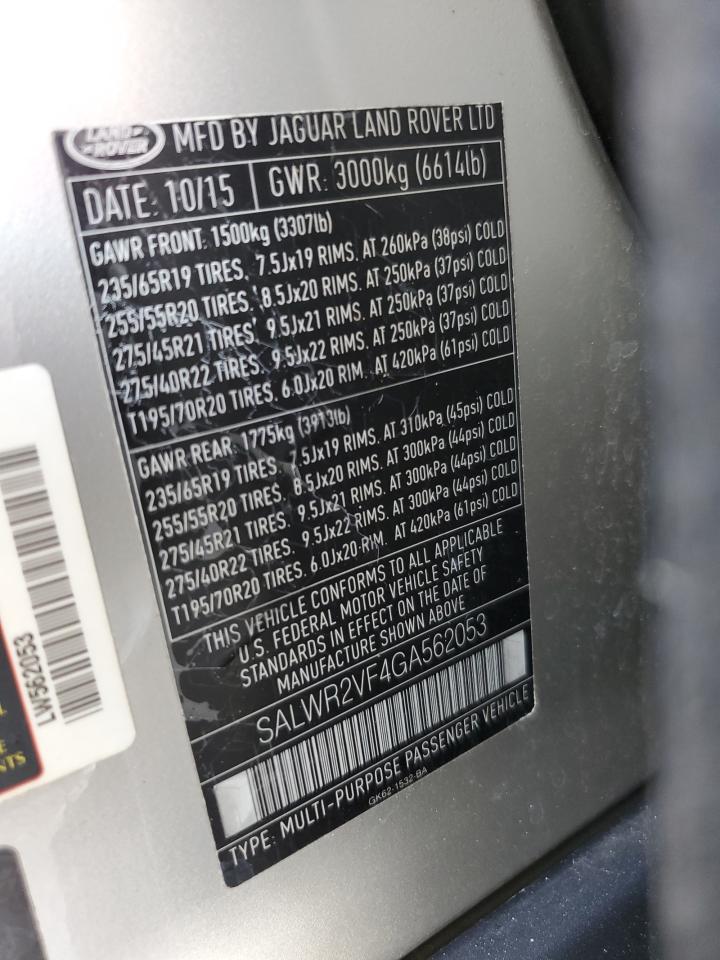 LAND ROVER MFD BY JAGUAR LAND ROVER LTD
DATE: 10/15 GWR: 3000kg (6614lb)
GAWR FRONT: 1500kg (3307lb)
235/65R19 TIRES. 7.5Jx19 RIMS. AT 260kPa (38psi) COLD
255/55R20 TIRES. 8.5Jx20 RIMS. AT 250kPa (37psi) COLD
275/45R21 TIRES. 9.5Jx21 RIMS. AT 250kPa (37psi) COLD
275/40R22 TIRES. 9.5Jx22 RIMS. AT 250kPa (37psi) COLD
T195/70R20 TIRES. 6.0Jx20 RIM. AT 420kPa (61psi) COLD
GAWR REAR: 1775kg (3913lb)
235/65R19 TIRES. 7.5Jx19 RIMS. AT 310kPa (45psi) COLD
255/55R20 TIRES. 8.5Jx20 RIMS. AT 300kPa (44psi) COLD
275/45R21 TIRES. 9.5Jx21 RIMS. AT 300kPa (44psi) COLD
275/40R22 TIRES. 9.5Jx22 RIMS. AT 300kPa (44psi) COLD
T195/70R20 TIRES. 6.0Jx20 RIM. AT 420kPa (61psi) COLD
THIS VEHICLE CONFORMS TO ALL APPLICABLE
U.S. FEDERAL MOTOR VEHICLE SAFETY
STANDARDS IN EFFECT ON THE DATE OF
MANUFACTURE SHOWN ABOVE
SALWR2VF4GA562053
TYPE: MULTI-PURPOSE PASSENGER VEHICLE
GK62-1532-BA
LW562053